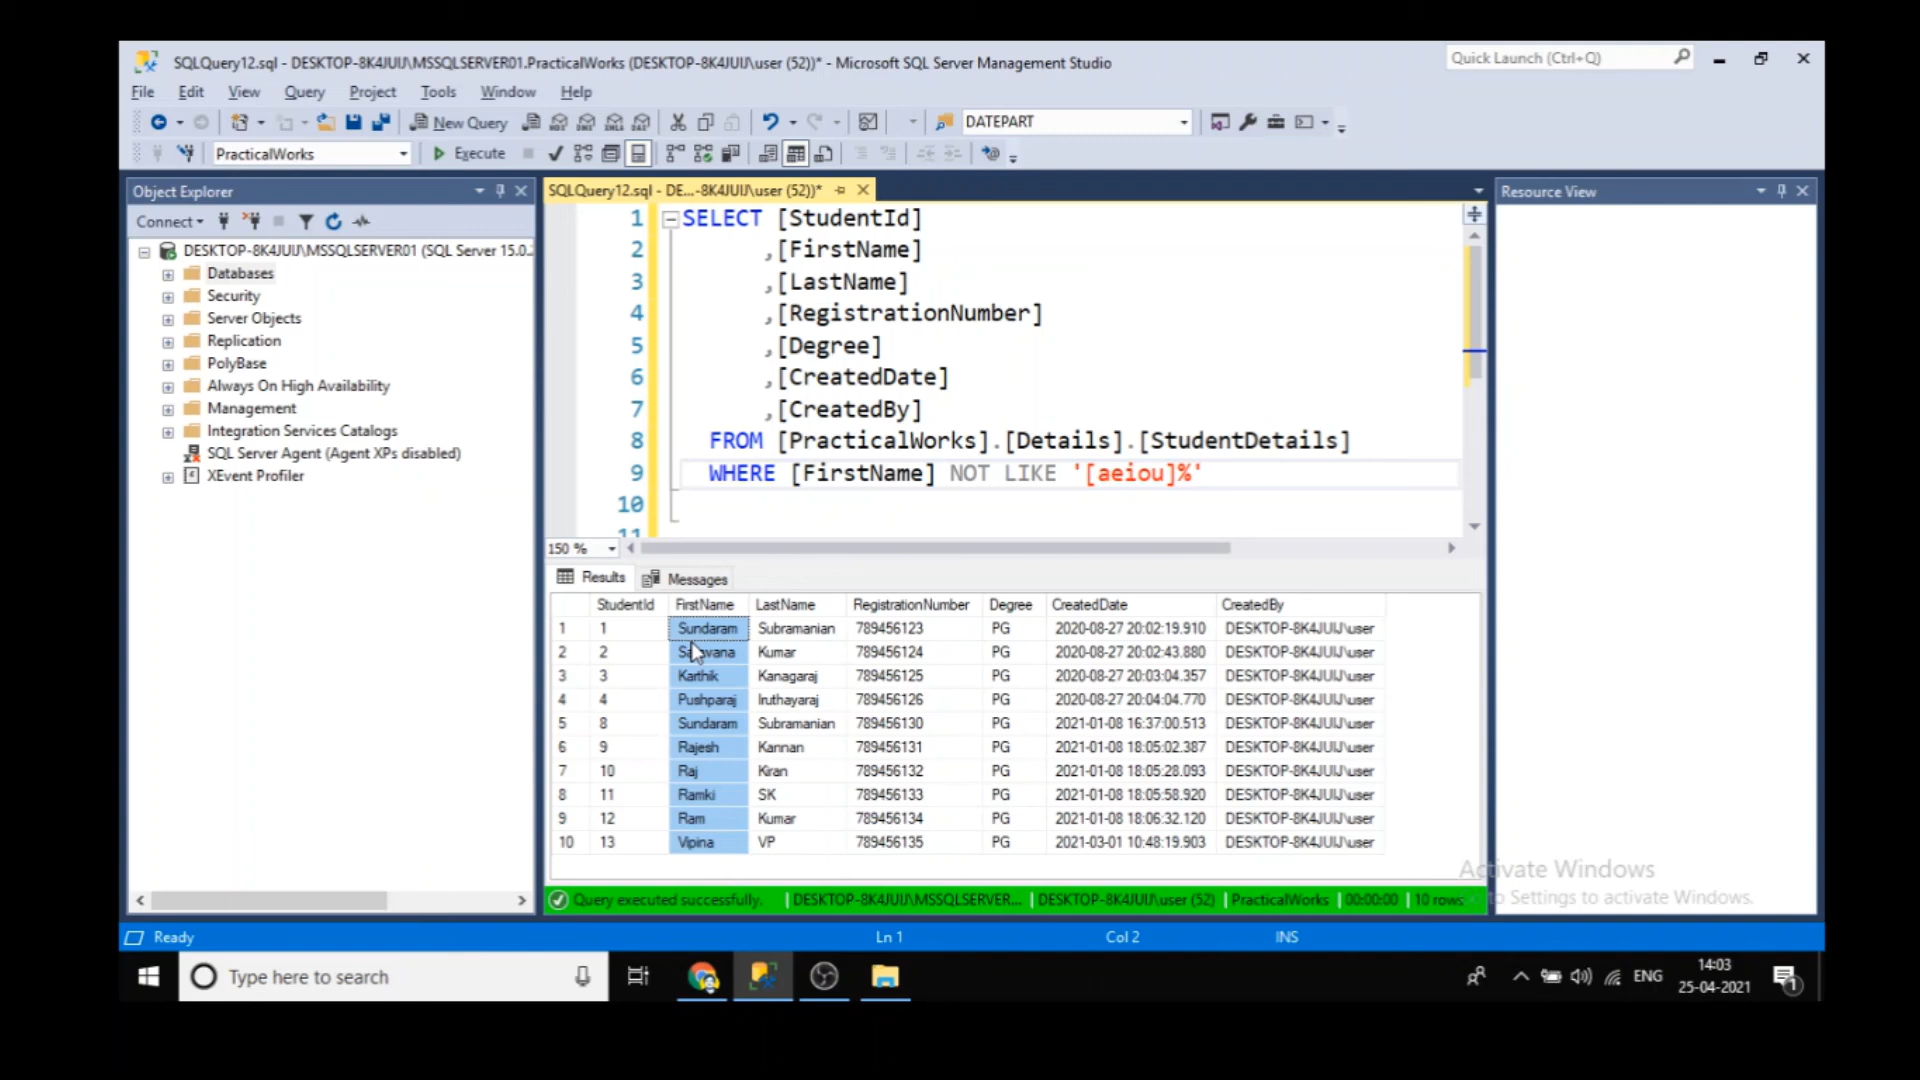 SQLQuery12.sql - DESKTOP-8K4JUIJ\MSSQLSERVER01.PracticalWorks (DESKTOP-8K4JUIJ\user (52))* - Microsoft SQL Server Management Studio
Quick Launch (Ctrl+Q)
File Edit View Query Project Tools Window Help
New Query DATEPART
PracticalWorks Execute
Object Explorer
SQLQuery12.sql - DE...-8K4JUIJ\user (52))*
Resource View
Connect
DESKTOP-8K4JUIJ\MSSQLSERVER01 (SQL Server 15.0.
Databases
Security
Server Objects
Replication
PolyBase
Always On High Availability
Management
Integration Services Catalogs
SQL Server Agent (Agent XPs disabled)
XEvent Profiler
1 SELECT [StudentId]
2 ,[FirstName]
3 ,[LastName]
4 ,[RegistrationNumber]
5 ,[Degree]
6 ,[CreatedDate]
7 ,[CreatedBy]
8 FROM [PracticalWorks].[Details].[StudentDetails]
9 WHERE [FirstName] NOT LIKE '[aeiou]%'
10
11
150 %
Results Messages
StudentId FirstName LastName RegistrationNumber Degree CreatedDate CreatedBy
1 1 Sundaram Subramanian 789456123 PG 2020-08-27 20:02:19.910 DESKTOP-8K4JUIJ\user
2 2 Kumar 789456124 PG 2020-08-27 20:02:43.880 DESKTOP-8K4JUIJ\user
3 3 Karthik Kanagaraj 789456125 PG 2020-08-27 20:03:04.357 DESKTOP-8K4JUIJ\user
4 4 Pushparaj Iruthayaraj 789456126 PG 2020-08-27 20:04:04.770 DESKTOP-8K4JUIJ\user
5 8 Sundaram Subramanian 789456130 PG 2021-01-08 16:37:00.513 DESKTOP-8K4JUIJ\user
6 9 Rajesh Kannan 789456131 PG 2021-01-08 18:05:02.387 DESKTOP-8K4JUIJ\user
7 10 Raj Kiran 789456132 PG 2021-01-08 18:05:28.093 DESKTOP-8K4JUIJ\user
8 11 Ramki SK 789456133 PG 2021-01-08 18:05:58.920 DESKTOP-8K4JUIJ\user
9 12 Ram Kumar 789456134 PG 2021-01-08 18:06:32.120 DESKTOP-8K4JUIJ\user
10 13 Vipina VP 789456135 PG 2021-03-01 10:48:19.903 DESKTOP-8K4JUIJ\user
Activate Windows
to Settings to activate Windows.
Query executed successfully. DESKTOP-8K4JUIJ\MSSQLSERVER... DESKTOP-8K4JUIJ\user (52) PracticalWorks 00:00:00 10 rows
Ready Ln 1 Col 2 INS
Type here to search
ENG
14:03
25-04-2021
1